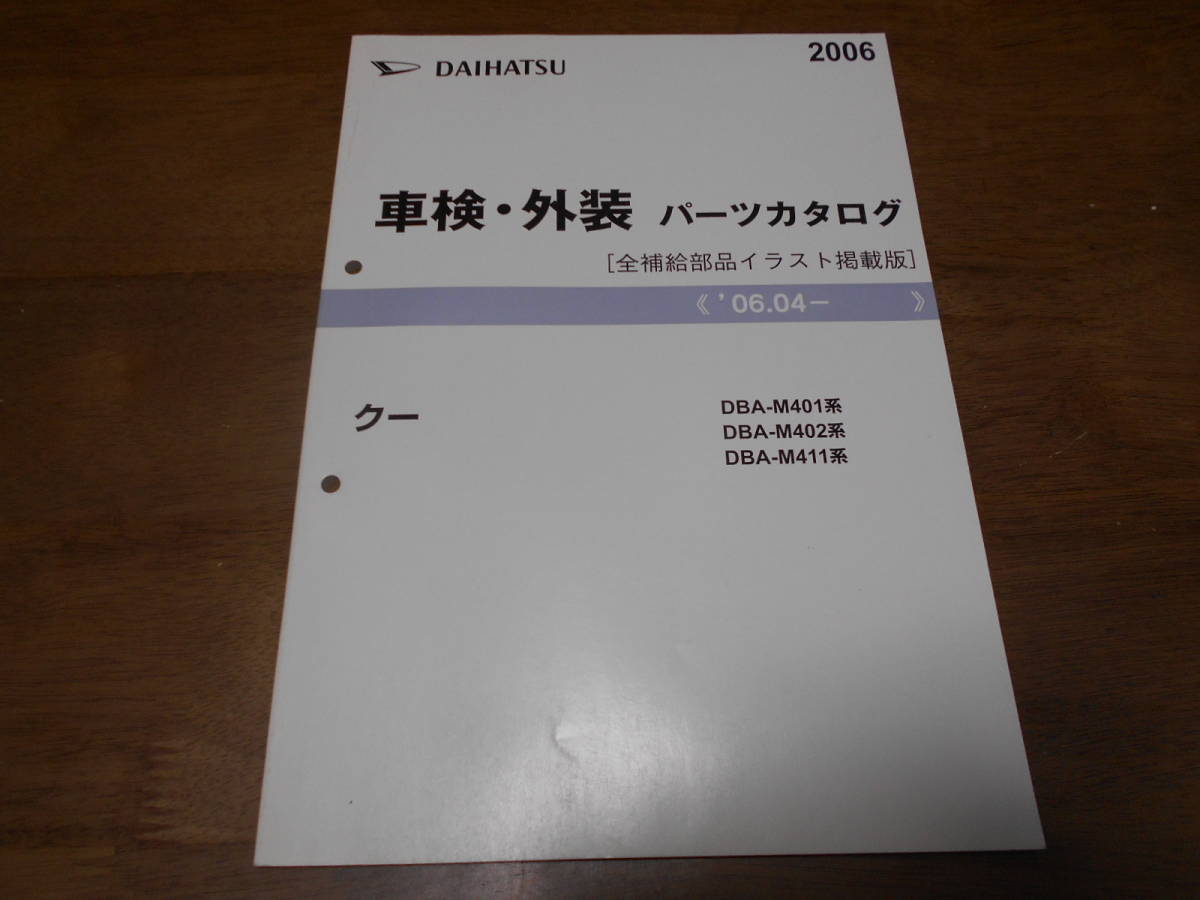 DAIHATSU
2006
車検・外装 パーツカタログ
[全補給部品イラスト掲載版]
《 ’06.04－ 》
クー
DBA-M401系
DBA-M402系
DBA-M411系